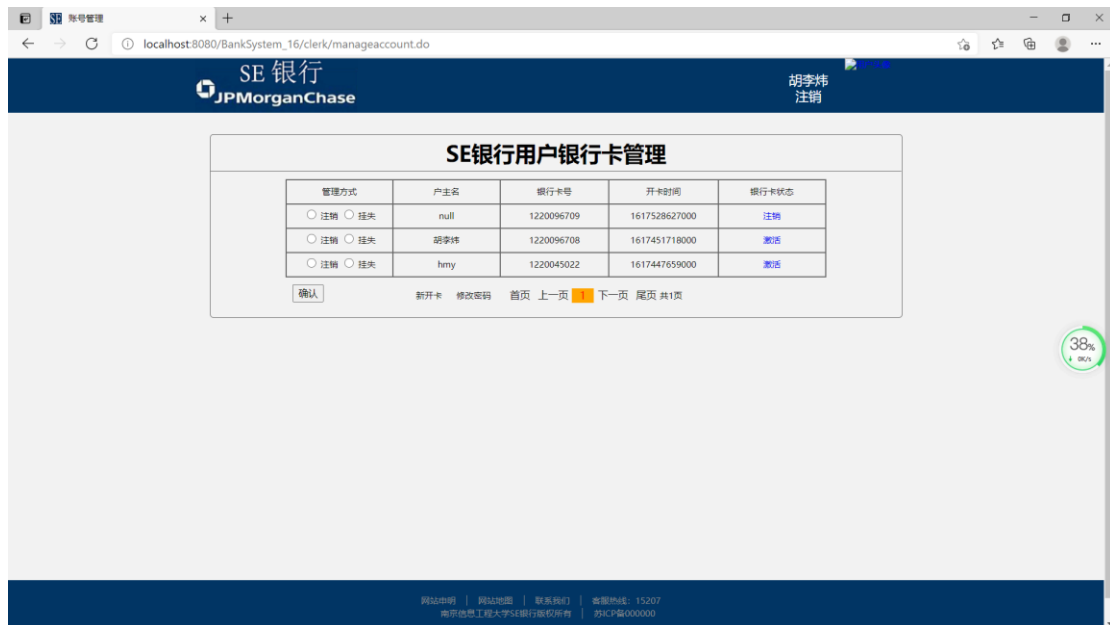 账号管理
localhost:8080/BankSystem_16/clerk/manageaccount.do
SE 银行
JPMorganChase
胡李炜
注销
SE银行用户银行卡管理
管理方式 户主名 银行卡号 开卡时间 银行卡状态
注销 挂失 null 1220096709 1617528627000 注销
注销 挂失 胡李炜 1220096708 1617451718000 激活
注销 挂失 hmy 1220045022 1617447659000 激活
确认 新开卡 修改密码 首页 上一页 1 下一页 尾页 共1页
38%
0K/s
网站申明 | 网站地图 | 联系我们 | 客服热线：15207
南京信息工程大学SE银行版权所有 | 苏ICP备000000